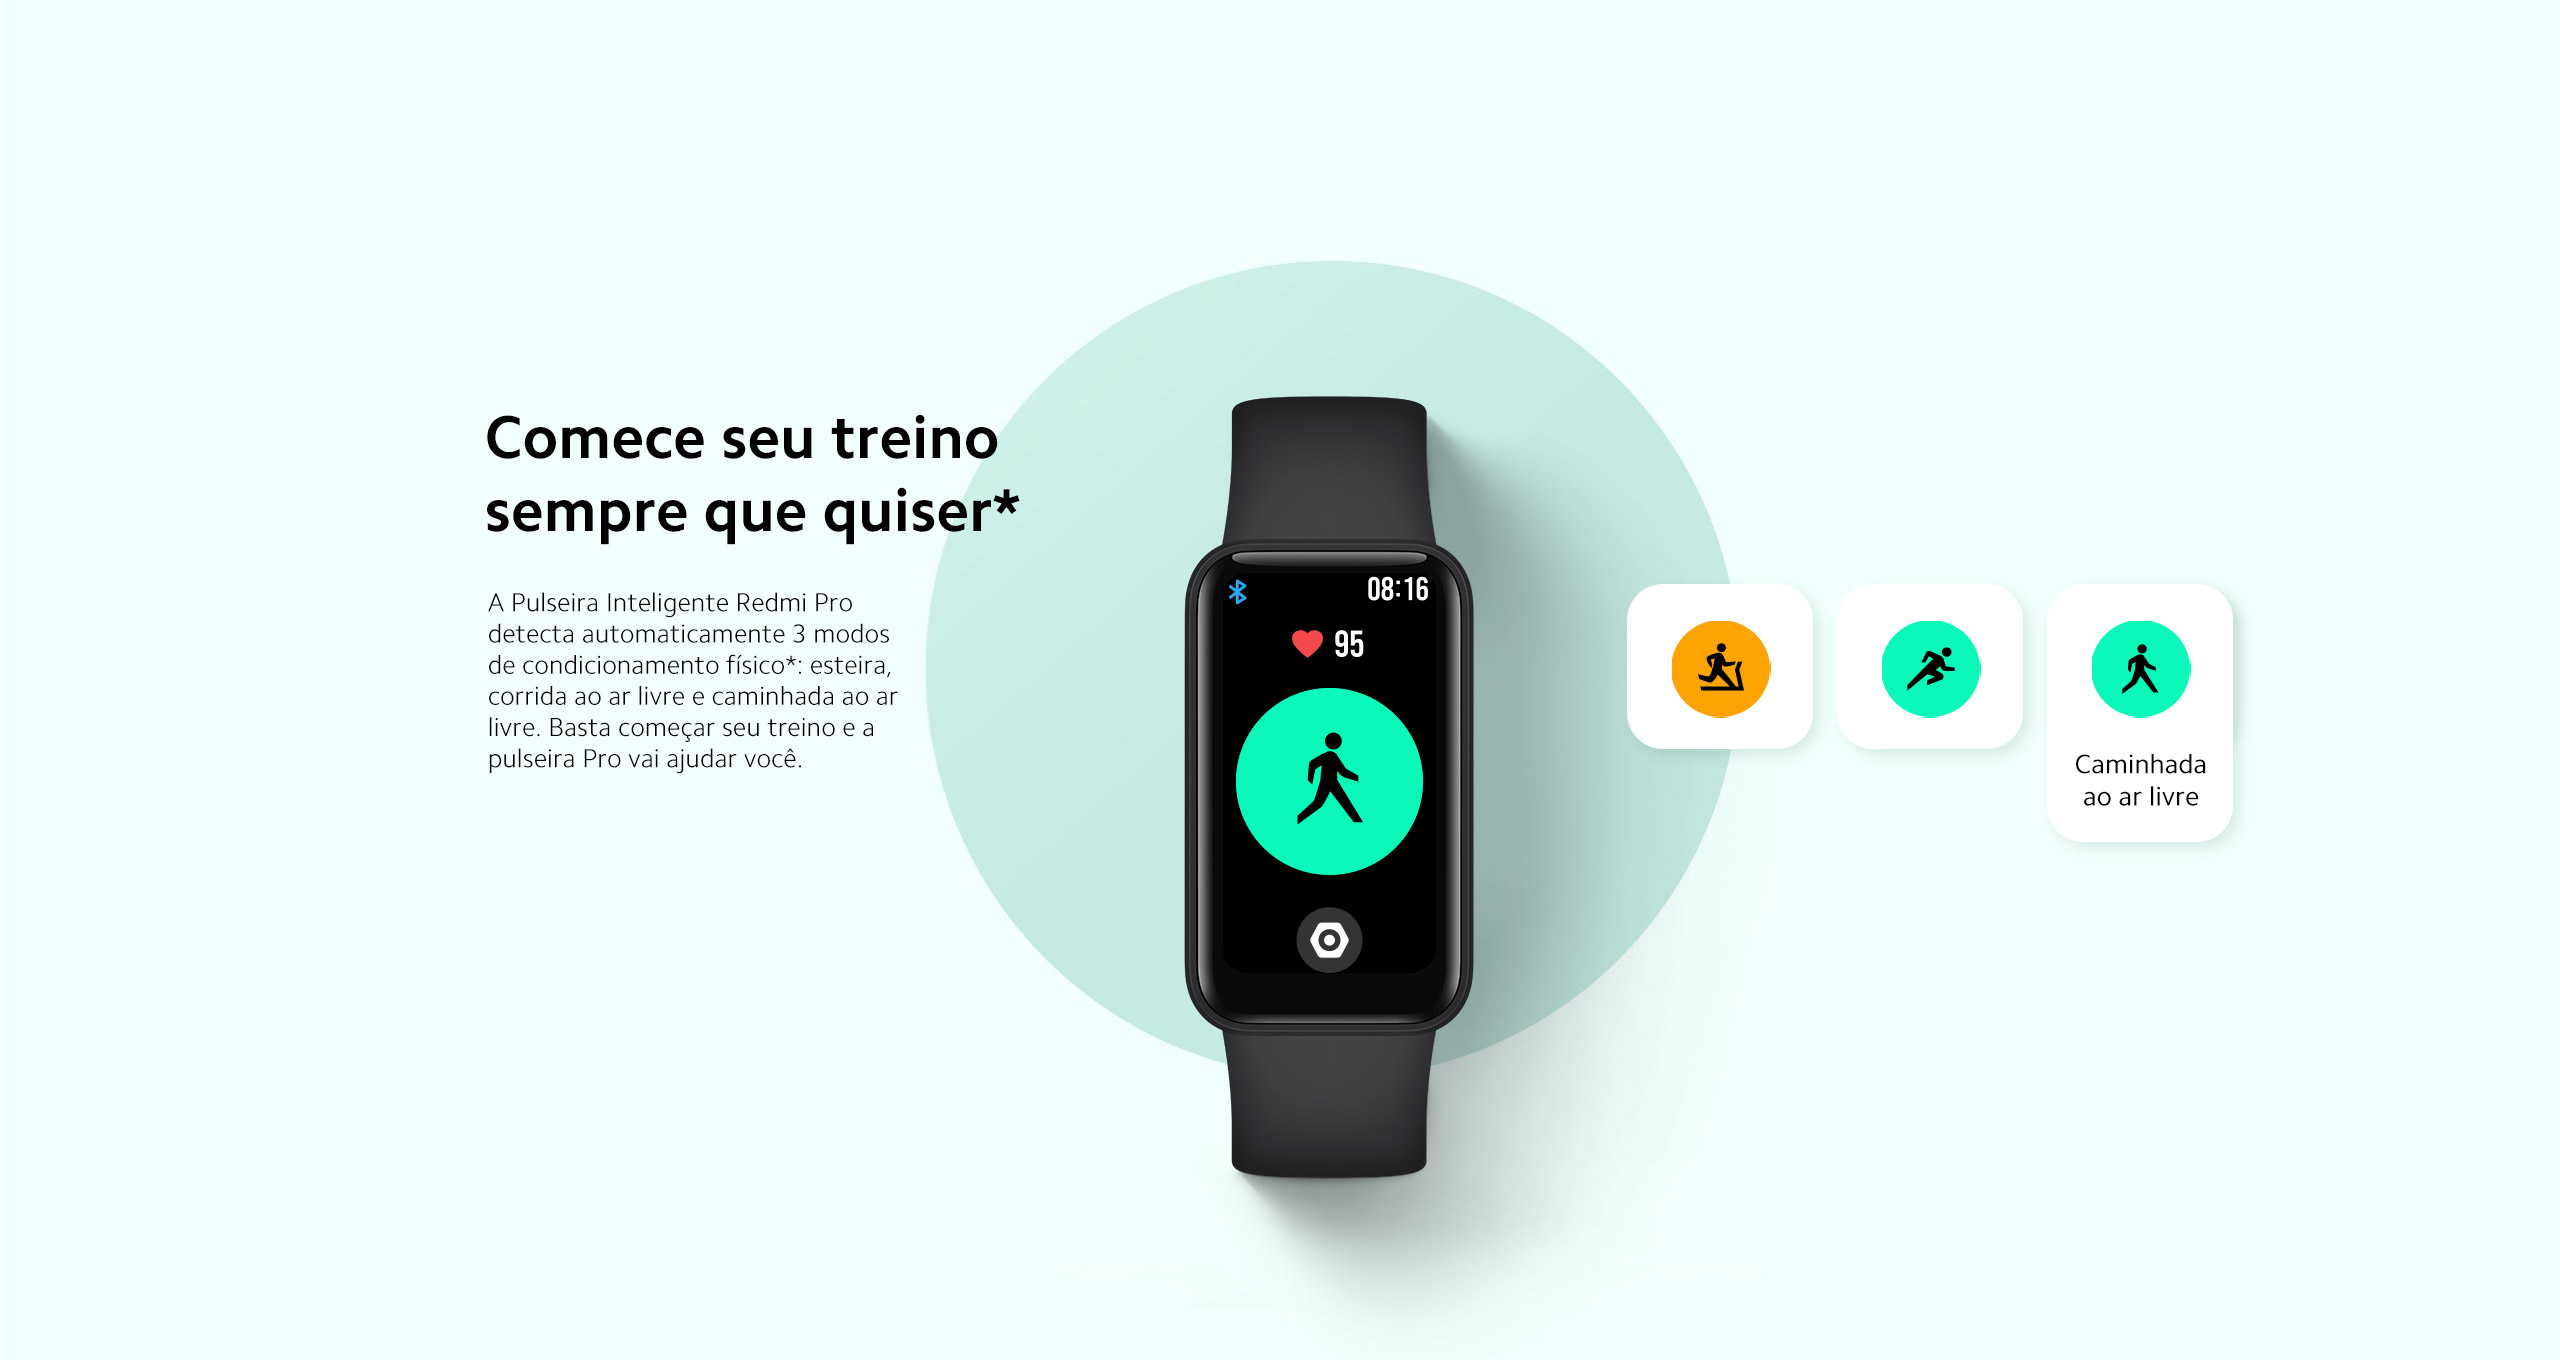 Comece seu treino
sempre que quiser*
A Pulseira Inteligente Redmi Pro
detecta automaticamente 3 modos
de condicionamento físico*: esteira,
corrida ao ar livre e caminhada ao ar
livre. Basta começar seu treino e a
pulseira Pro vai ajudar você.
08:16
95
Caminhada
ao ar livre